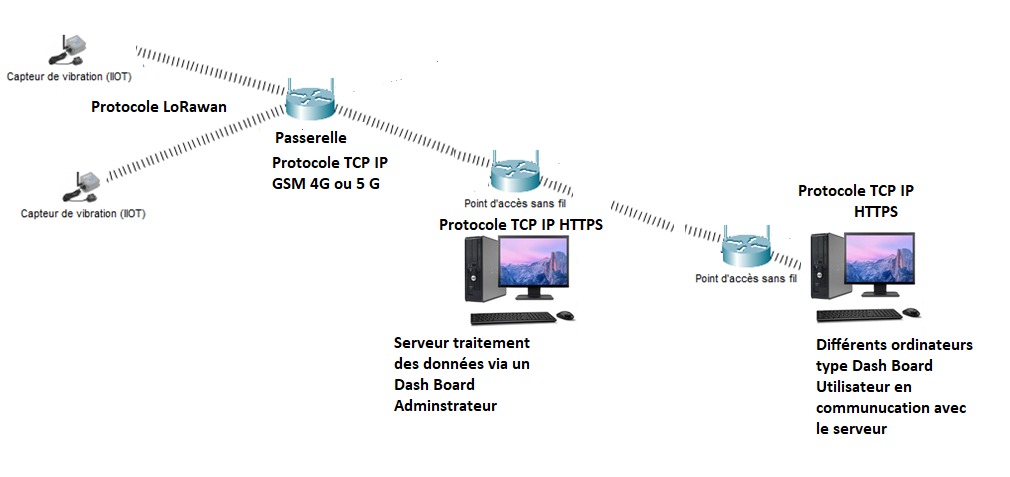 Capteur de vibration (IIOT)
Protocole LoRawan
Passerelle
Protocole TCP IP
GSM 4G ou 5 G
Capteur de vibration (IIOT)
Point d'accès sans fil
Protocole TCP IP HTTPS
Serveur traitement
des données via un
Dash Board
Adminstrateur
Point d'accès sans fil
Protocole TCP IP
HTTPS
Différents ordinateurs
type Dash Board
Utilisateur en
communucation avec
le serveur